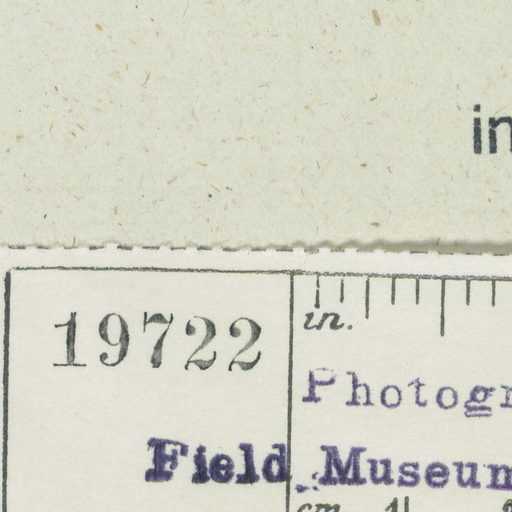 in
19722
in.
Photogr
Field Museum
cm 1